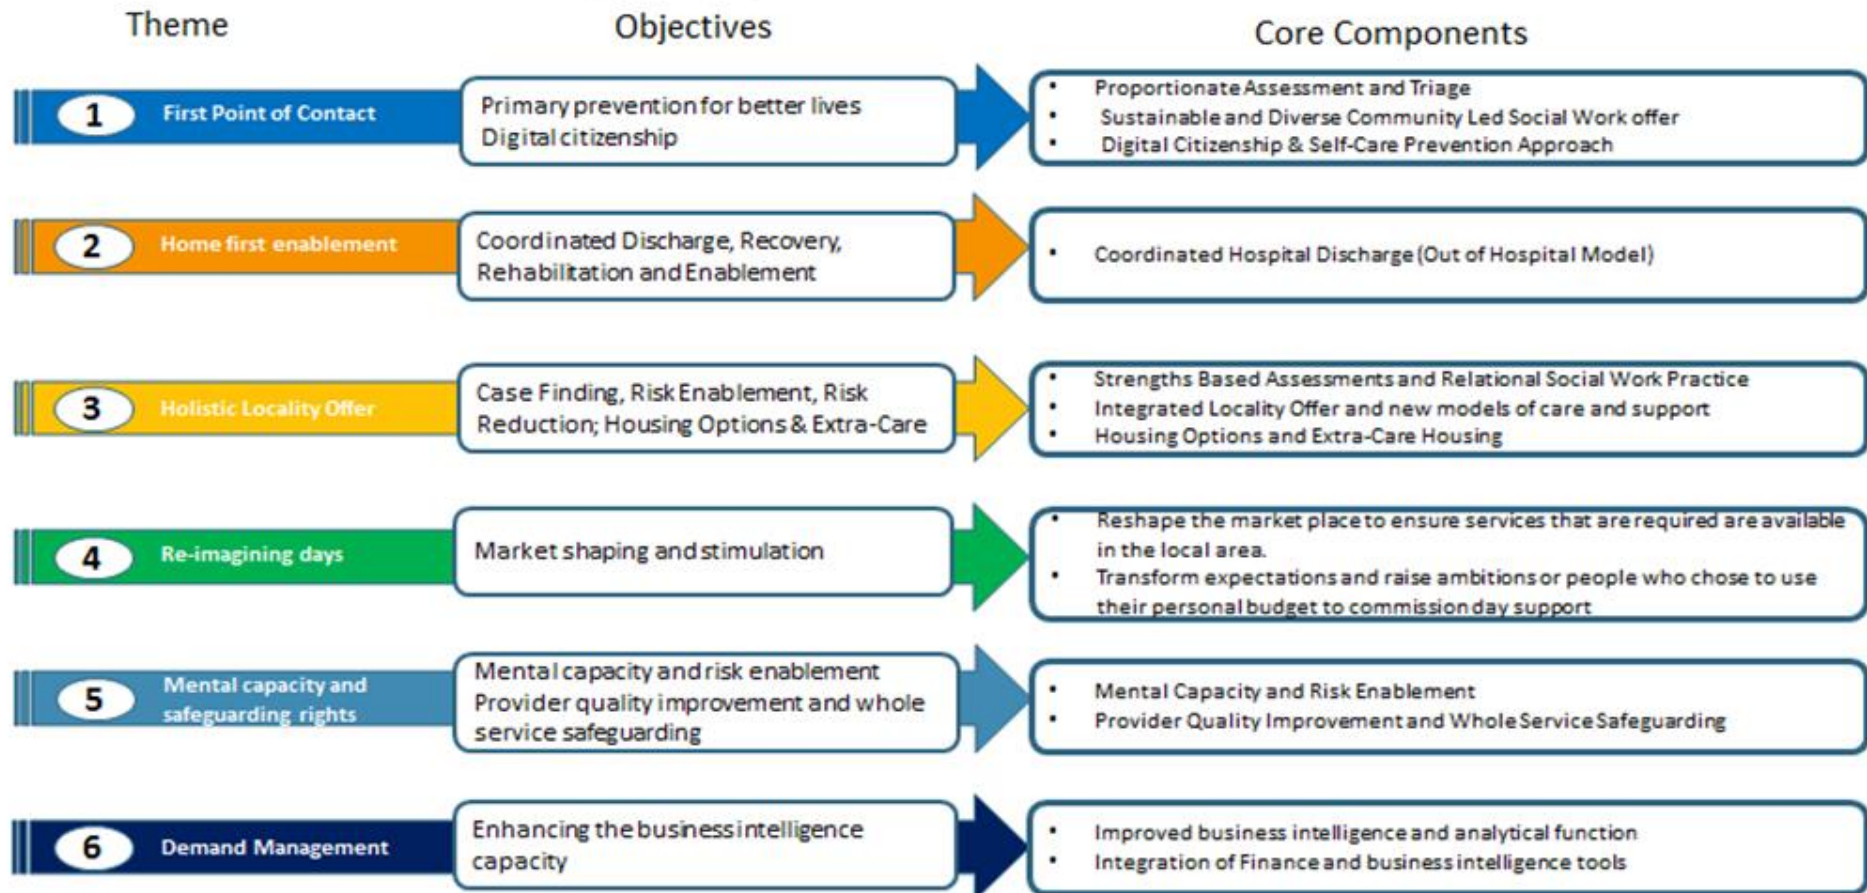 Theme
Objectives
Core Components
1
First Point of Contact
Primary prevention for better lives
Digital citizenship
• Proportionate Assessment and Triage
• Sustainable and Diverse Community Led Social Work offer
• Digital Citizenship & Self-Care Prevention Approach
2
Home first enablement
Coordinated Discharge, Recovery,
Rehabilitation and Enablement
• Coordinated Hospital Discharge (Out of Hospital Model)
3
Holistic Locality Offer
Case Finding, Risk Enablement, Risk
Reduction; Housing Options & Extra-Care
• Strengths Based Assessments and Relational Social Work Practice
• Integrated Locality Offer and new models of care and support
• Housing Options and Extra-Care Housing
4
Re-imagining days
Market shaping and stimulation
• Reshape the market place to ensure services that are required are available
in the local area.
• Transform expectations and raise ambitions or people who chose to use
their personal budget to commission day support
5
Mental capacity and
safeguarding rights
Mental capacity and risk enablement
Provider quality improvement and whole
service safeguarding
• Mental Capacity and Risk Enablement
• Provider Quality Improvement and Whole Service Safeguarding
6
Demand Management
Enhancing the business intelligence
capacity
• Improved business intelligence and analytical function
• Integration of Finance and business intelligence tools